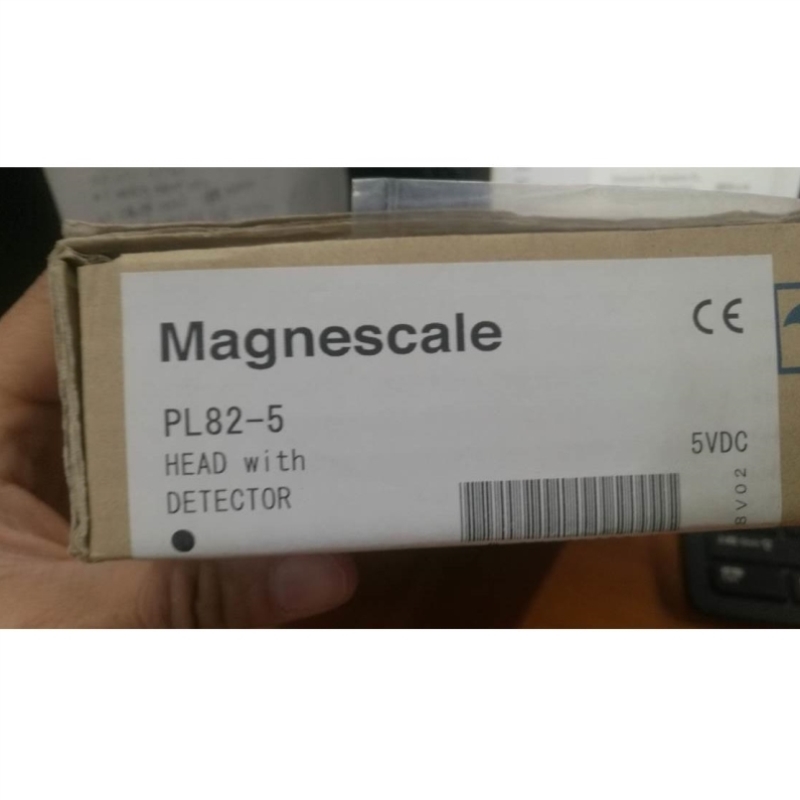 Magnescale
CE
PL82-5
HEAD with
5VDC
DETECTOR
8V02